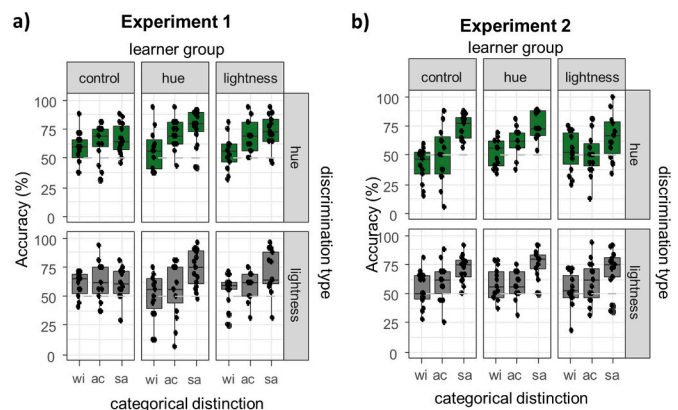 a) Experiment 1
learner group
control hue lightness
100
75
50
25
0
hue
100
75
50
25
0
lightness
Accuracy (%)
discrimination type
wi ac sa wi ac sa wi ac sa
categorical distinction
b) Experiment 2
learner group
control hue lightness
100
75
50
25
0
hue
100
75
50
25
0
lightness
Accuracy (%)
discrimination type
wi ac sa wi ac sa wi ac sa
categorical distinction